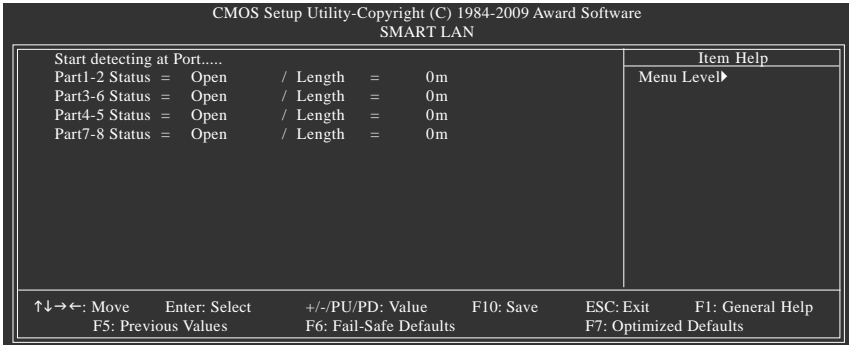 CMOS Setup Utility-Copyright (C) 1984-2009 Award Software
SMART LAN
Start detecting at Port.....
Part1-2 Status = Open / Length = 0m
Part3-6 Status = Open / Length = 0m
Part4-5 Status = Open / Length = 0m
Part7-8 Status = Open / Length = 0m
Item Help
Menu Level▶
↑↓→←: Move Enter: Select +/-/PU/PD: Value F10: Save ESC: Exit F1: General Help
F5: Previous Values F6: Fail-Safe Defaults F7: Optimized Defaults